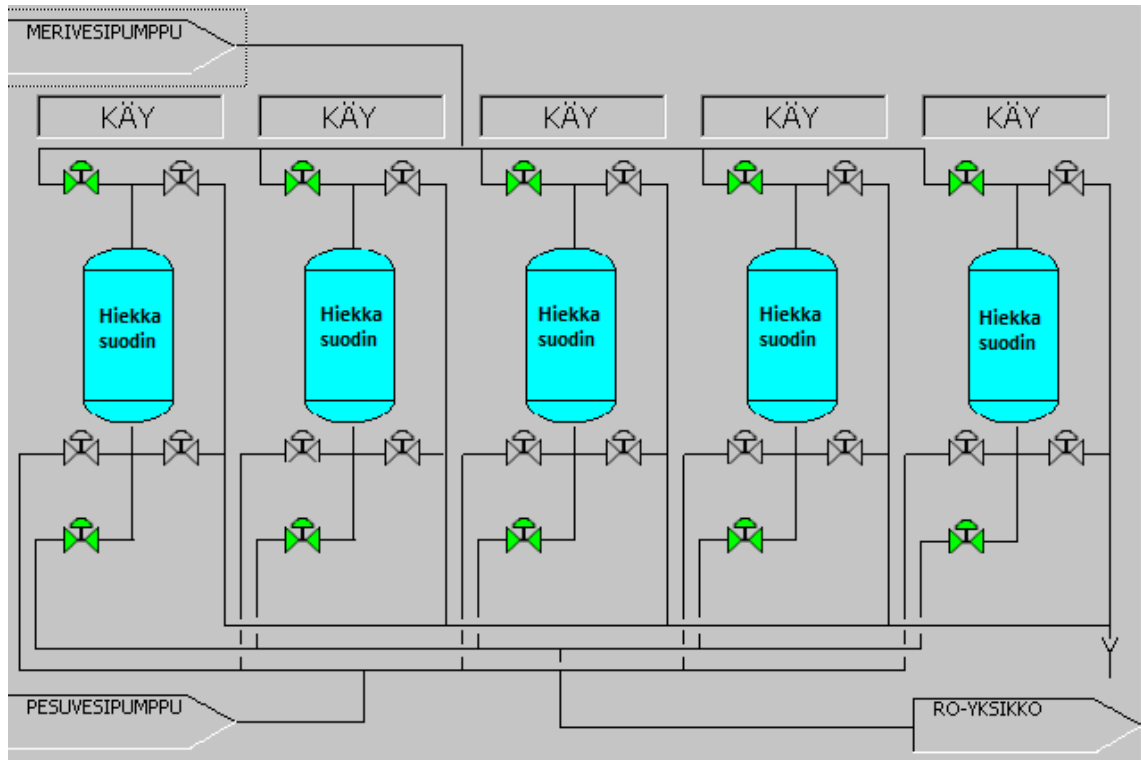 MERIVESIPUMPPU
KÄY KÄY KÄY KÄY KÄY
Hiekka
suodin
Hiekka
suodin
Hiekka
suodin
Hiekka
suodin
Hiekka
suodin
PESUVESIPUMPPU
RO-YKSIKKO